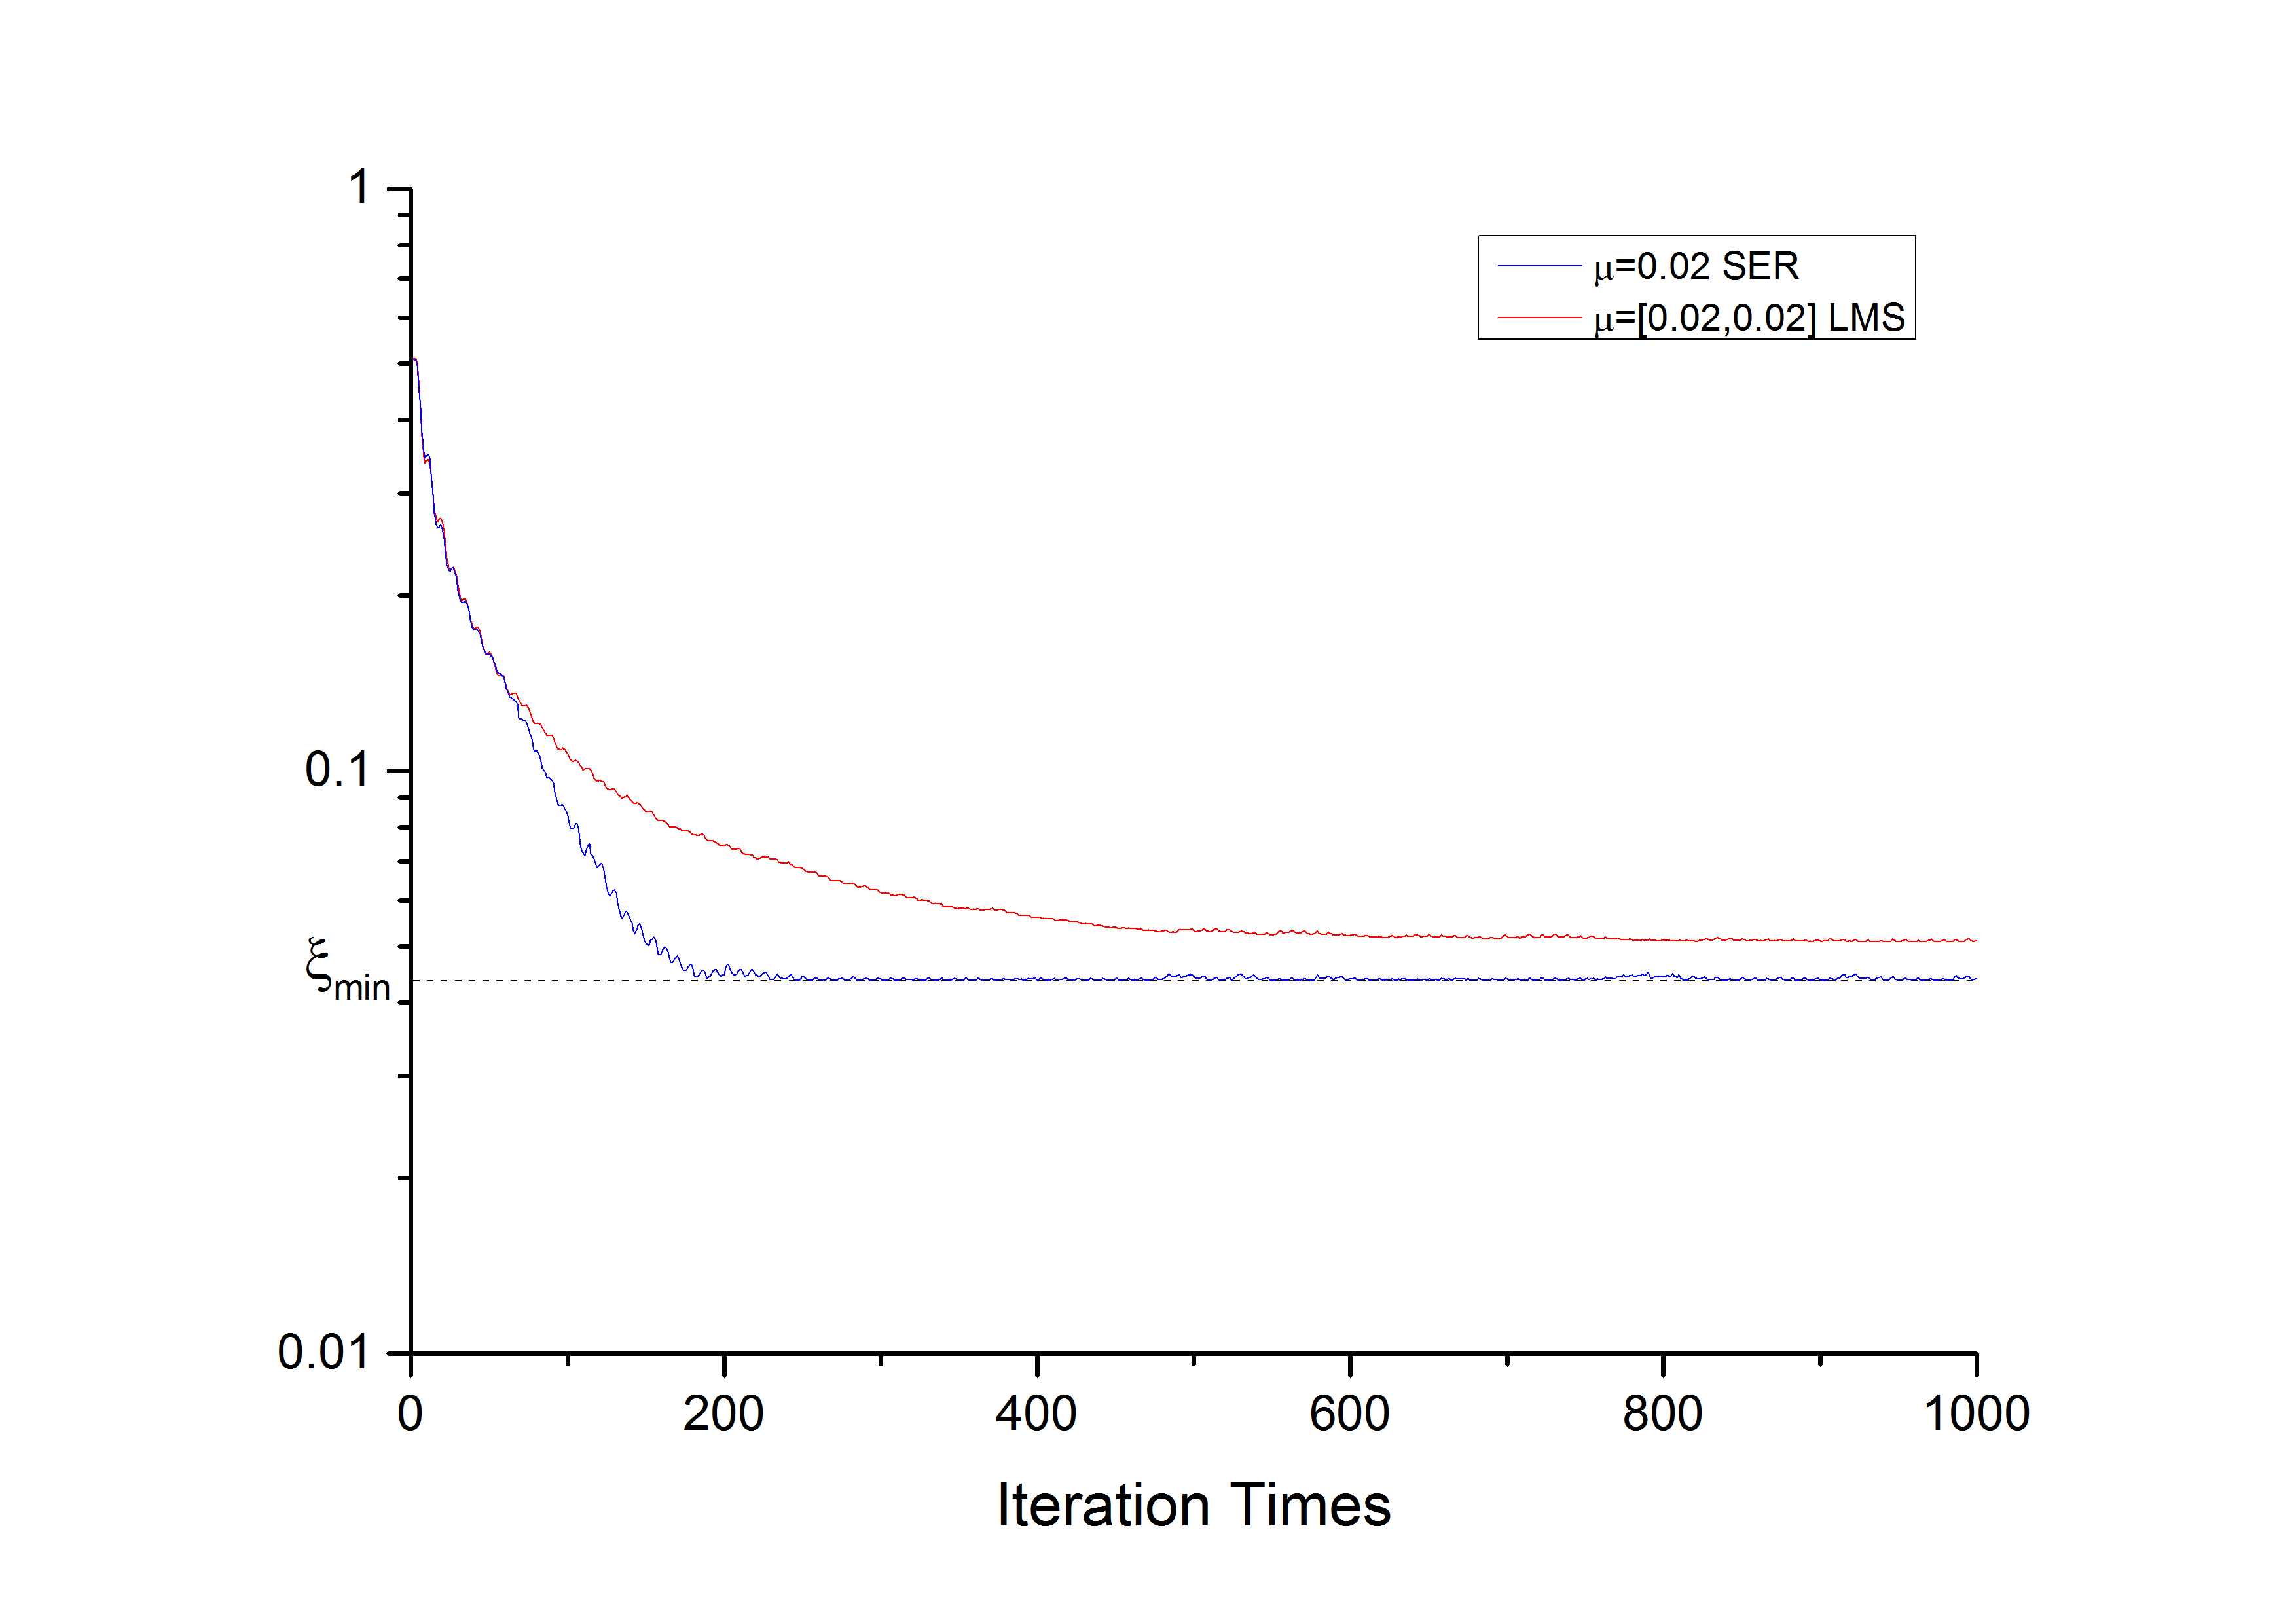 1
μ=0.02 SER
μ=[0.02,0.02] LMS
0.1
ξmin
0.01
0 200 400 600 800 1000
Iteration Times